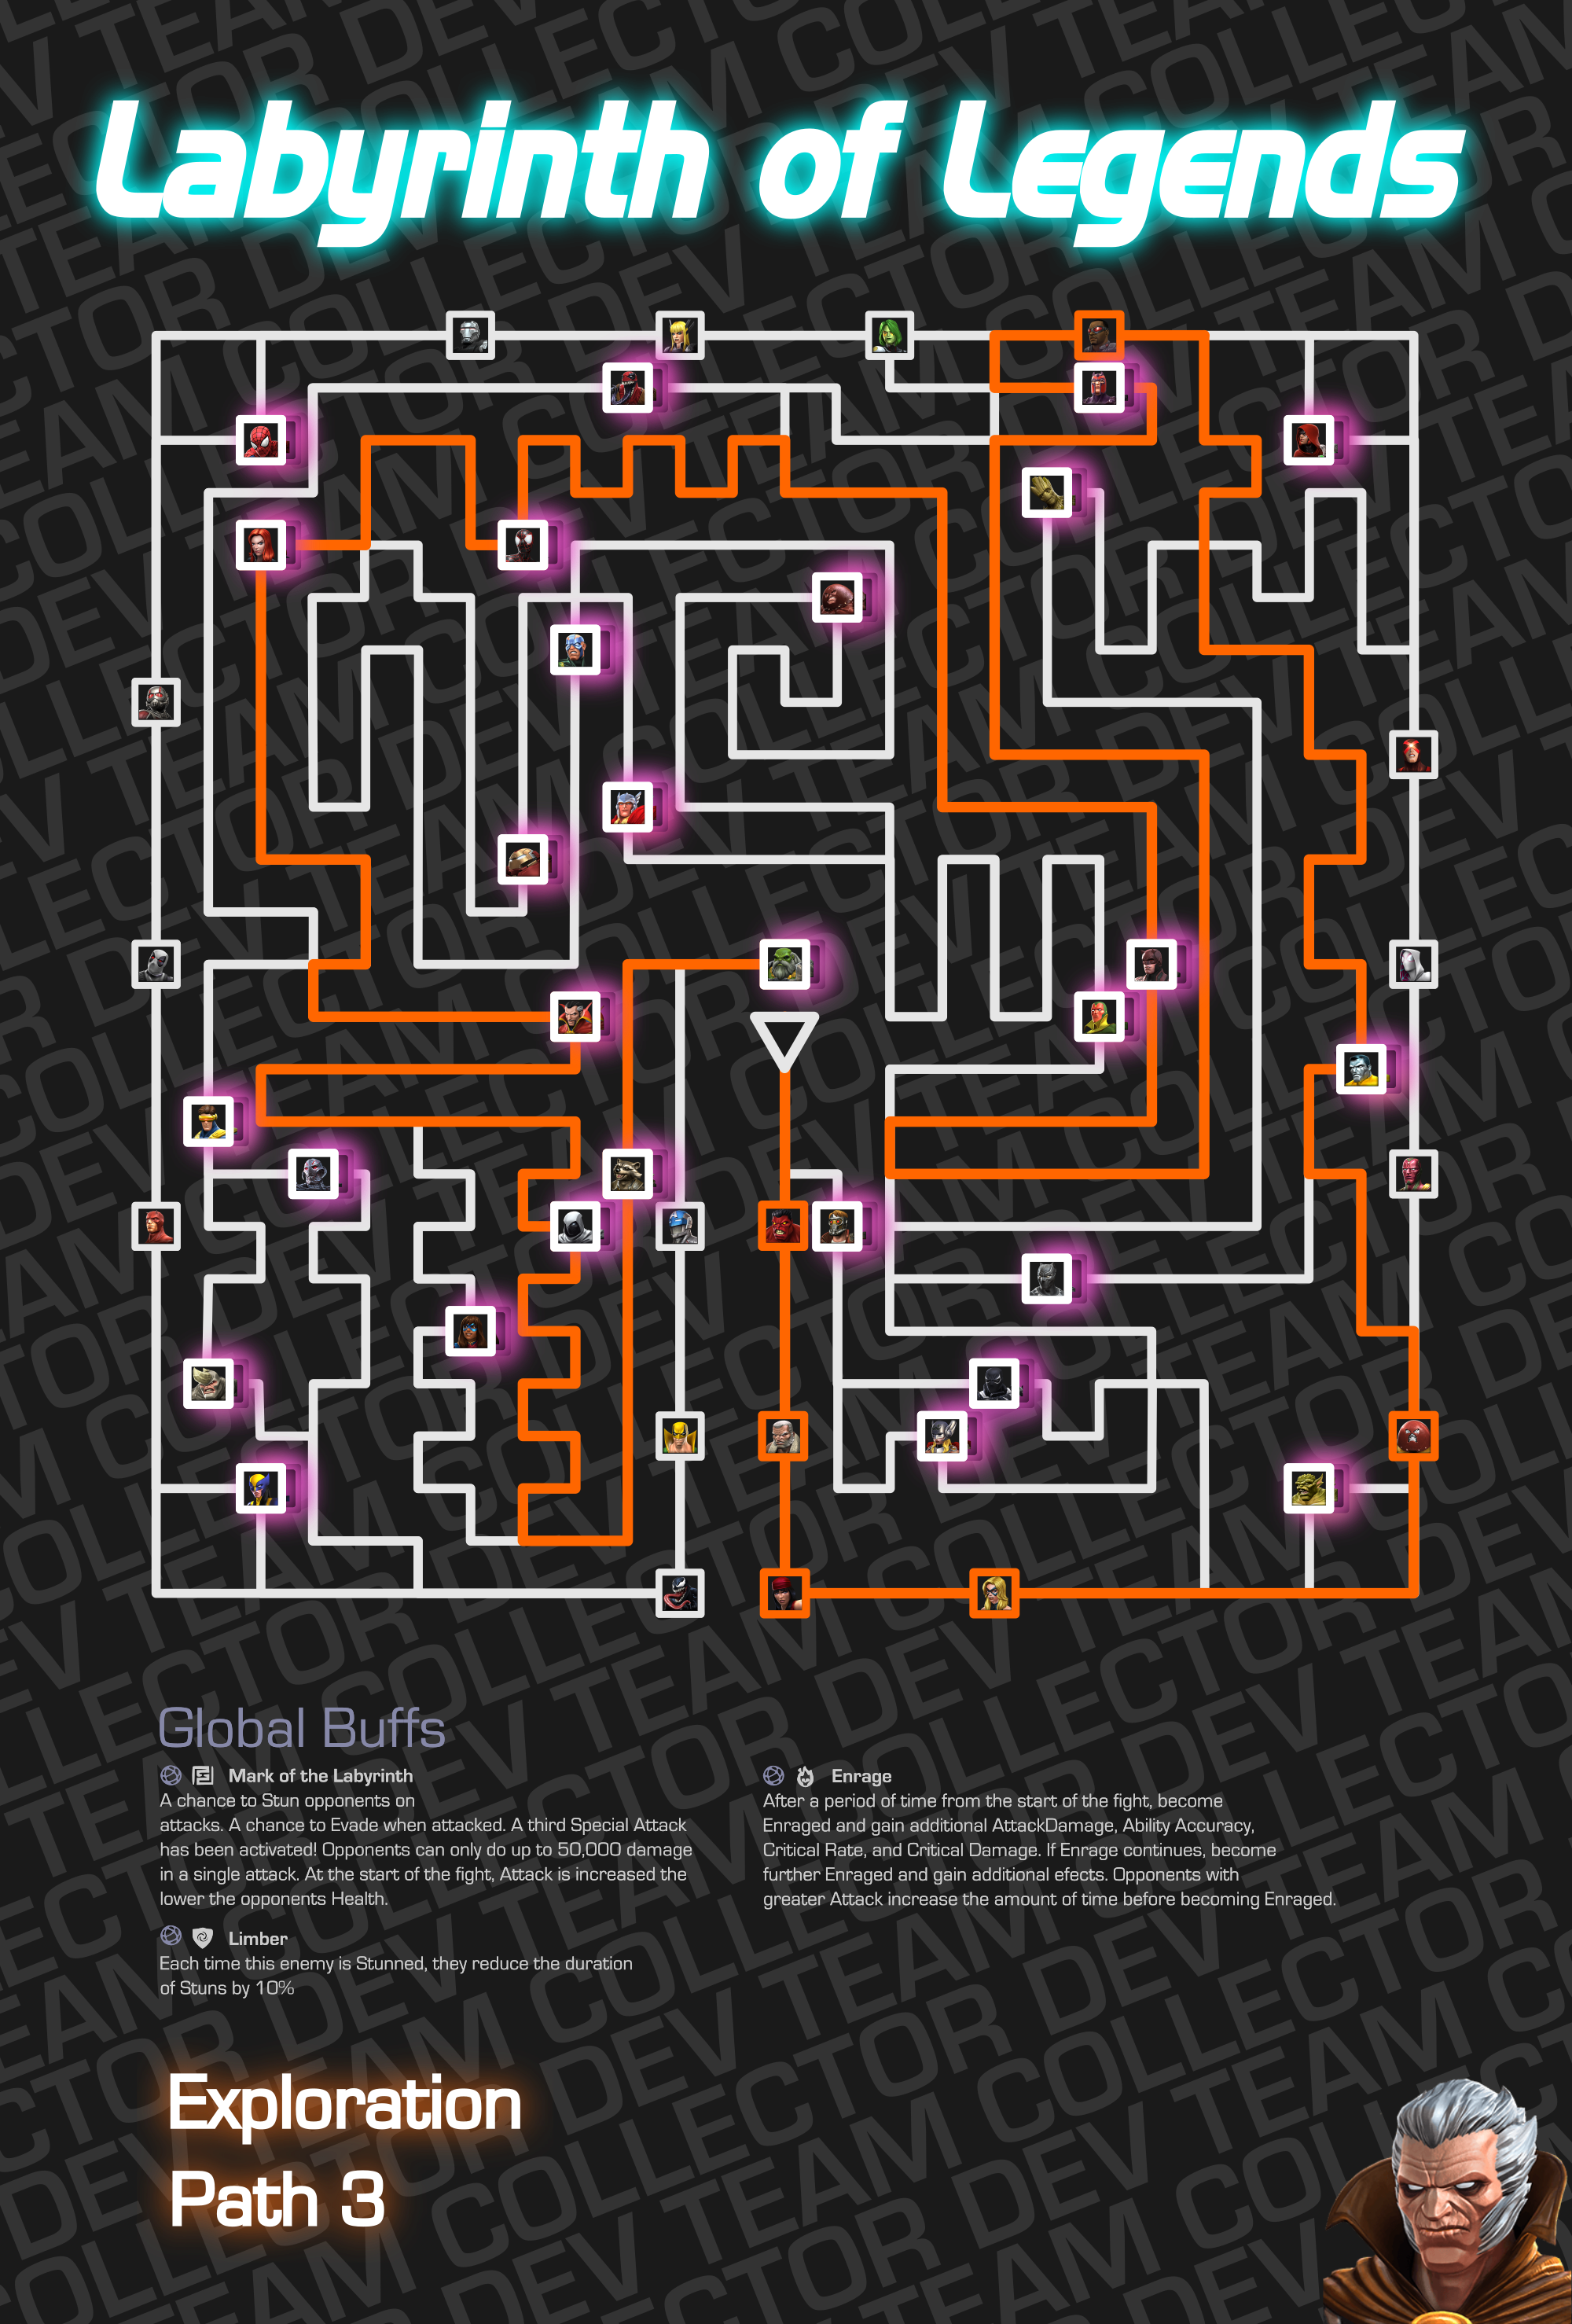 Labyrinth of Legends
Global Buffs
Mark of the Labyrinth
A chance to Stun opponents on
attacks. A chance to Evade when attacked. A third Special Attack
has been activated! Opponents can only do up to 50,000 damage
in a single attack. At the start of the fight, Attack is increased the
lower the opponents Health.
Limber
Each time this enemy is Stunned, they reduce the duration
of Stuns by 10%
Enrage
After a period of time from the start of the fight, become
Enraged and gain additional AttackDamage, Ability Accuracy,
Critical Rate, and Critical Damage. If Enrage continues, become
further Enraged and gain additional efects. Opponents with
greater Attack increase the amount of time before becoming Enraged.
Exploration
Path 3
COLLECTOR DEV TEAM